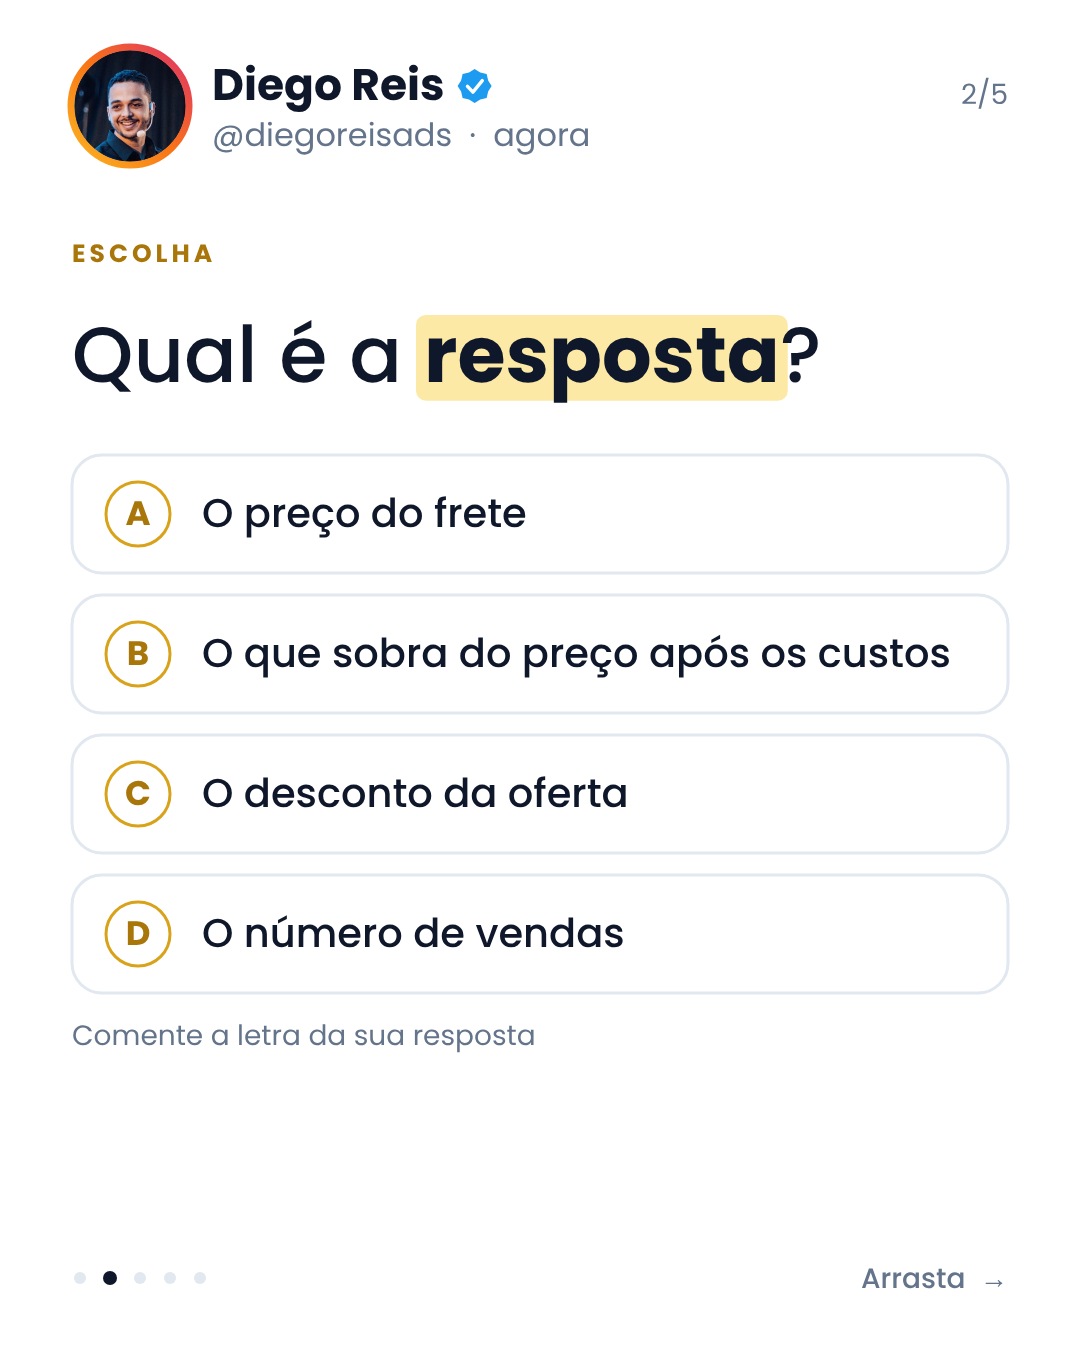 Diego Reis
2/5
@diegoreisads · agora
ESCOLHA
Qual é a resposta?
A O preço do frete
B O que sobra do preço após os custos
C O desconto da oferta
D O número de vendas
Comente a letra da sua resposta
Arrasta →